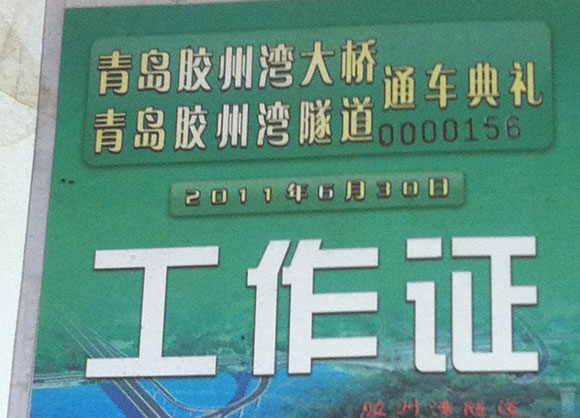 青岛胶州湾大桥
青岛胶州湾隧道
通车典礼
0000156
2011年6月30日
工作证